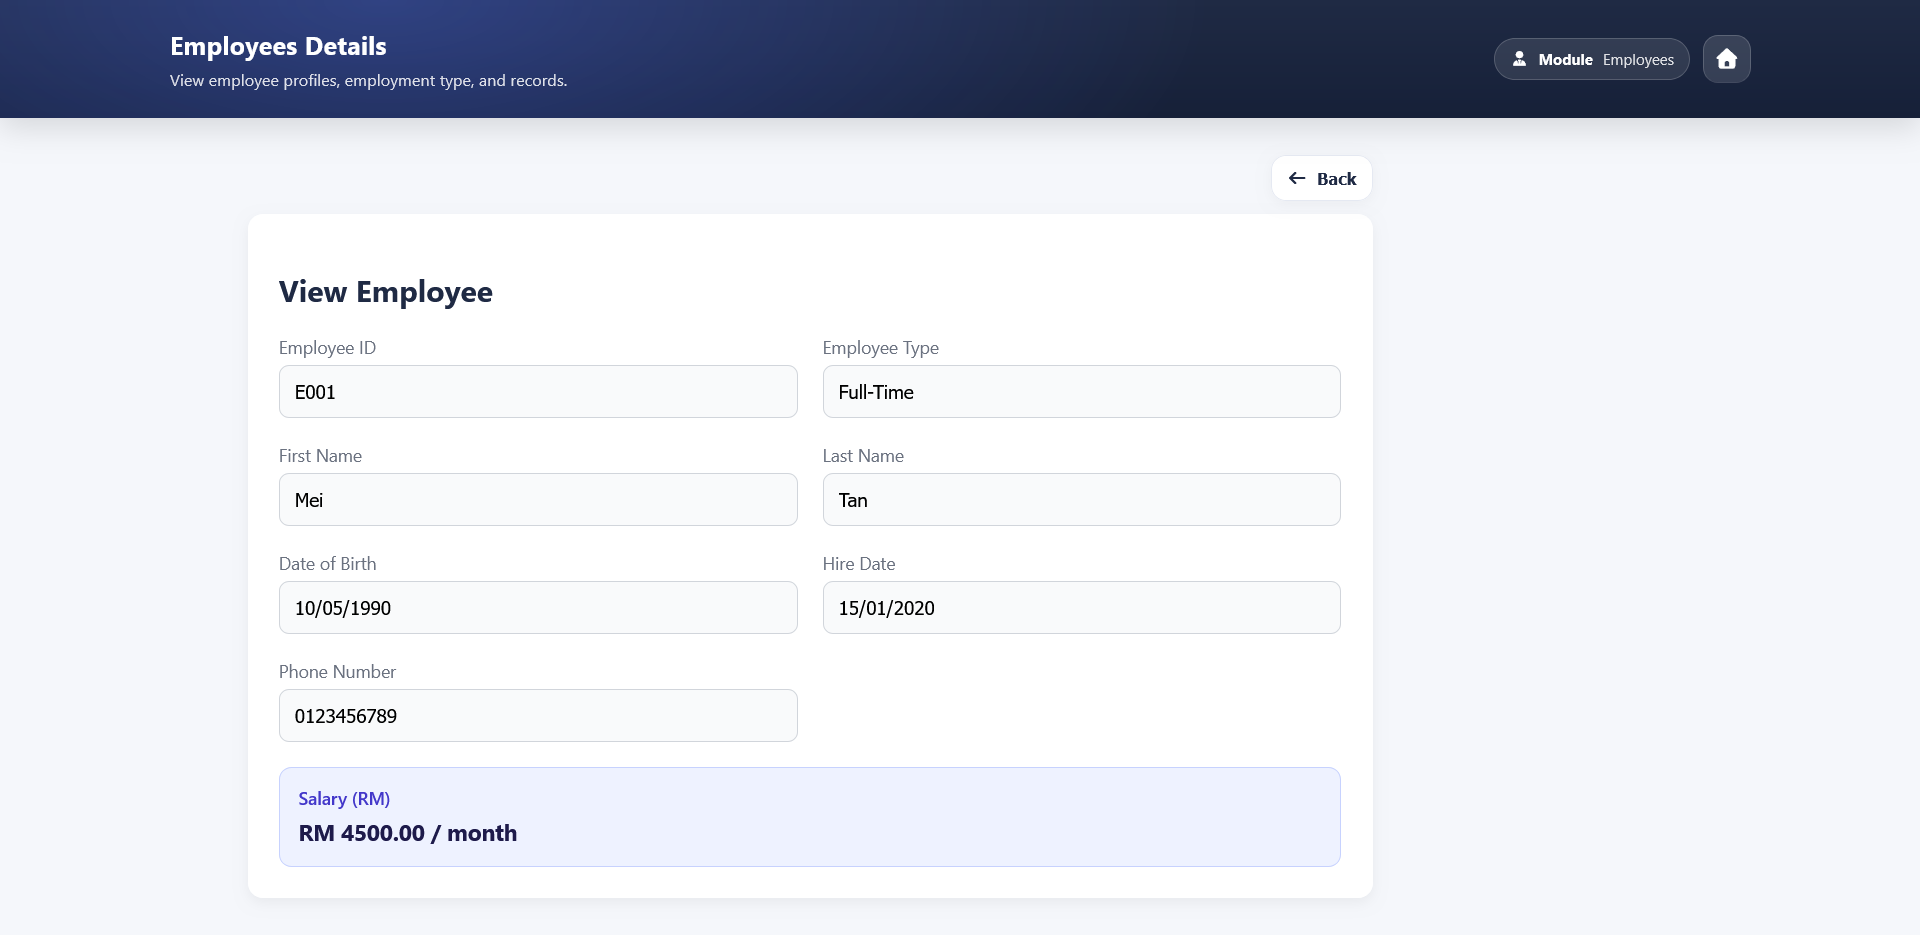 Employees Details
View employee profiles, employment type, and records.
Module Employees
Back
View Employee
Employee ID
Employee Type
E001
Full-Time
First Name
Last Name
Mei
Tan
Date of Birth
Hire Date
10/05/1990
15/01/2020
Phone Number
0123456789
Salary (RM)
RM 4500.00 / month